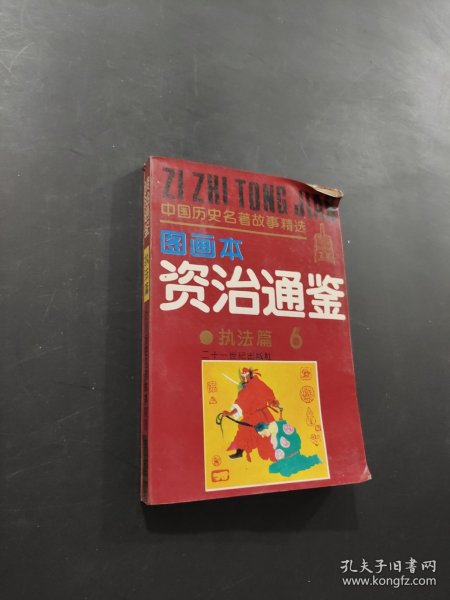 ZI ZHI TONG JIAN
中国历史名著故事精选
图画本
资治通鉴
●执法篇 6
二十一世纪出版社
孔夫子旧书网
www.kongfz.com